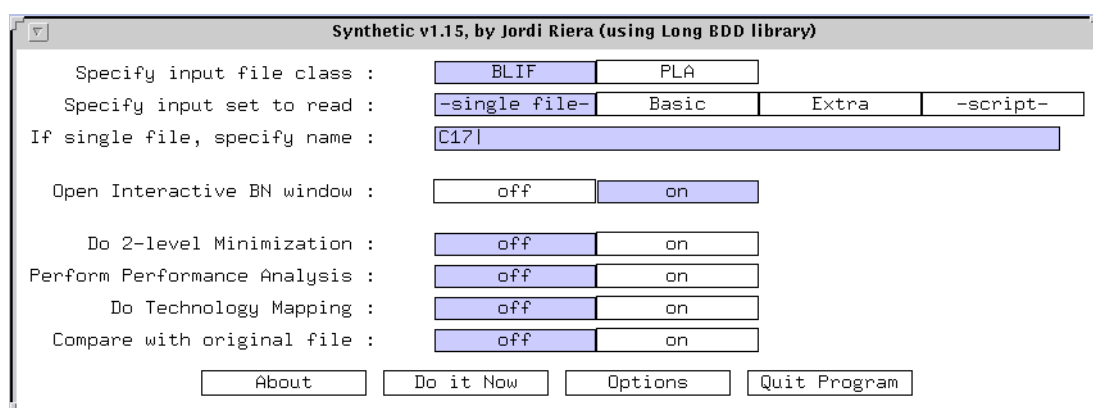 Synthetic v1.15, by Jordi Riera (using Long BDD library)
Specify input file class : BLIF PLA
Specify input set to read : -single file- Basic Extra -script-
If single file, specify name : C17|
Open Interactive BN window : off on
Do 2-level Minimization : off on
Perform Performance Analysis : off on
Do Technology Mapping : off on
Compare with original file : off on
About Do it Now Options Quit Program